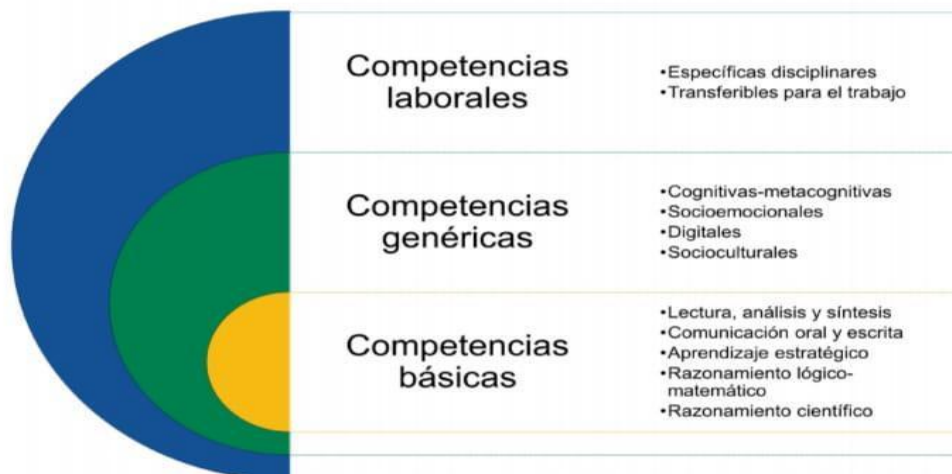 Competencias
laborales
•Específicas disciplinares
•Transferibles para el trabajo
Competencias
genéricas
•Cognitivas-metacognitivas
•Socioemocionales
•Digitales
•Socioculturales
Competencias
básicas
•Lectura, análisis y síntesis
•Comunicación oral y escrita
•Aprendizaje estratégico
•Razonamiento lógico-
matemático
•Razonamiento científico